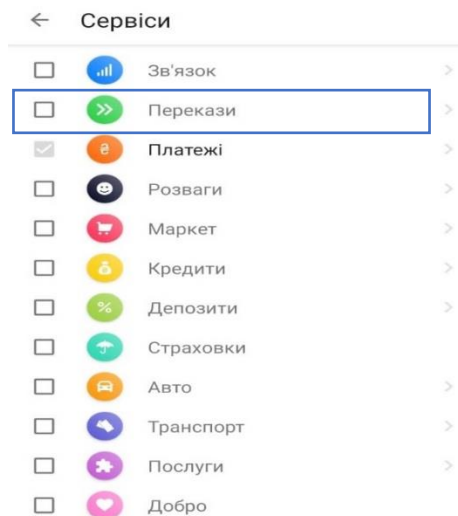 Сервіси
Зв'язок
Перекази
Платежі
Розваги
Маркет
Кредити
Депозити
Страховки
Авто
Транспорт
Послуги
Добро